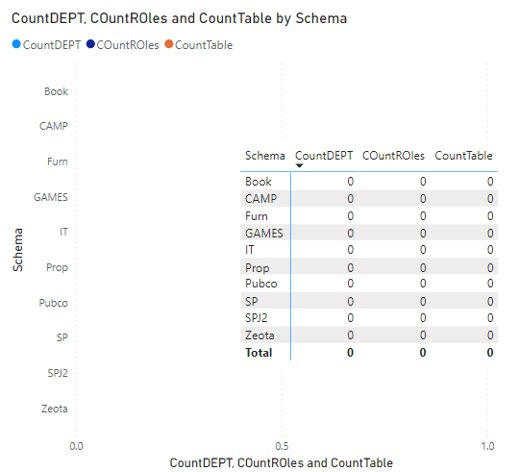 CountDEPT, COuntROles and CountTable by Schema
CountDEPT COuntROles CountTable
Schema
Book
CAMP
Furn
GAMES
IT
Prop
Pubco
SP
SPJ2
Zeota
0.0 0.5 1.0
CountDEPT, COuntROles and CountTable
Schema CountDEPT COuntROles CountTable
Book 0 0 0
CAMP 0 0 0
Furn 0 0 0
GAMES 0 0 0
IT 0 0 0
Prop 0 0 0
Pubco 0 0 0
SP 0 0 0
SPJ2 0 0 0
Zeota 0 0 0
Total 0 0 0